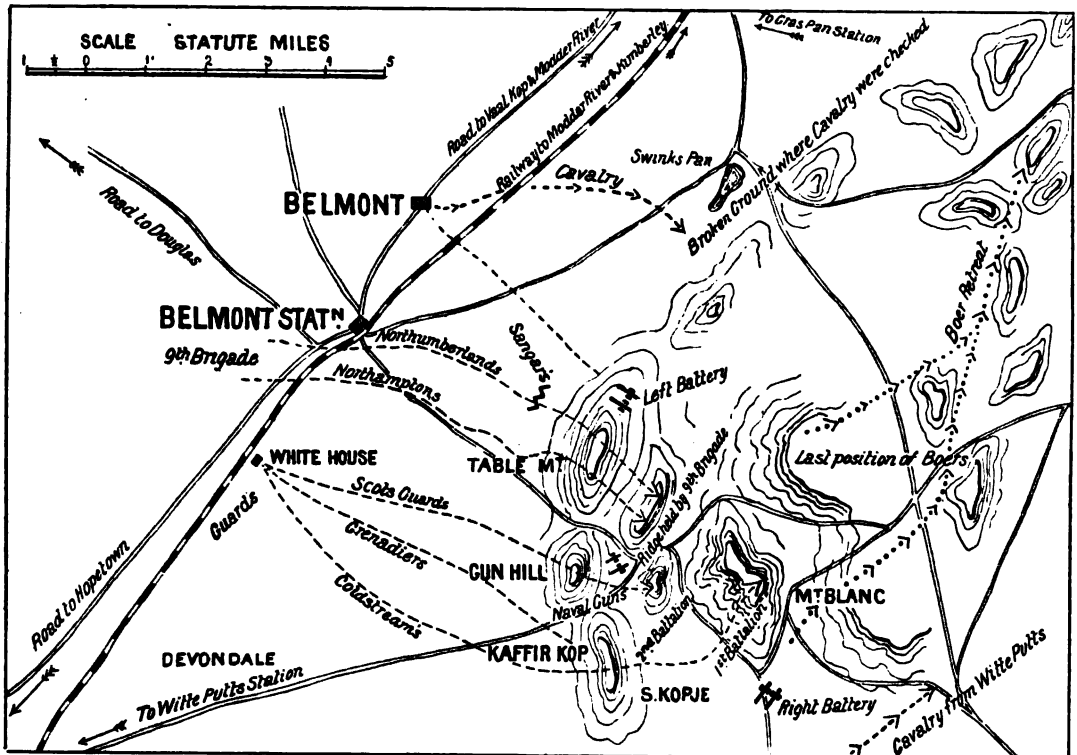 SCALE STATUTE MILES
1 0 1 2 3 4 5
To Gras Pan Station
Road to Vaal Kop & Modder River
Railway to Modder River & Kimberley
Broken Ground where Cavalry were checked
Swinks Pan
Cavalry
BELMONT
Road to Douglas
BELMONT STATN
Northumberlands
9th Brigade
Northamptons
Sangars
Left Battery
Boer Retreat
WHITE HOUSE
TABLE MT
Last position of Boers
Ridge held by 9th Brigade
Scots Guards
Guards
Grenadiers
GUN HILL
Coldstreams
Naval Guns
2nd Battalion
1st Battalion
MT BLANC
Road to Hopetown
KAFFIR KOP
DEVONDALE
S. KOPJE
To Witte Putts Station
Right Battery
Cavalry from Witte Putts